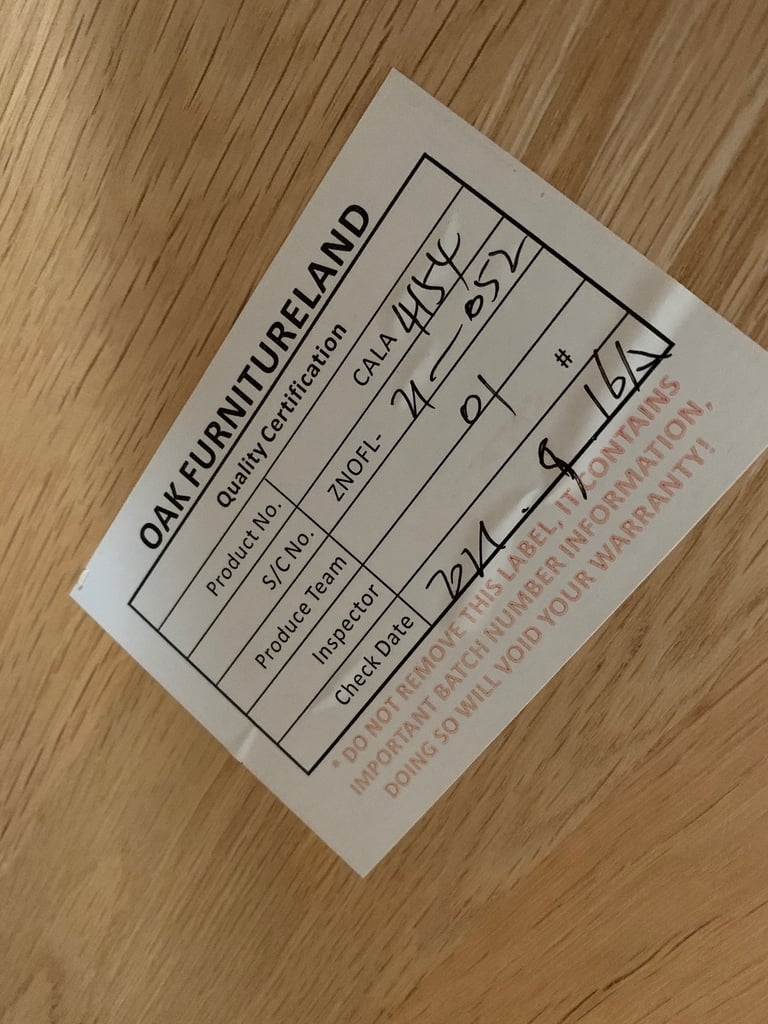 OAK FURNITURELAND
Quality Certification
Product No. CALA 4154
S/C No. ZNOFL- 21-052
Produce Team 01
Inspector #
Check Date
* DO NOT REMOVE THIS LABEL, IT CONTAINS
IMPORTANT BATCH NUMBER INFORMATION,
DOING SO WILL VOID YOUR WARRANTY!